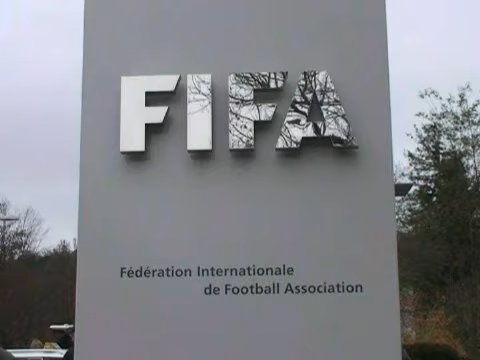 FIFA
Fédération Internationale
de Football Association